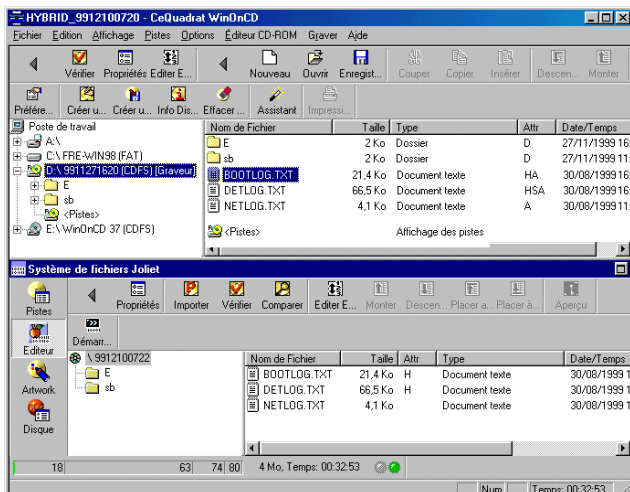 HYBRID_9912100720 - CeQuadrat WinOnCD
Fichier Edition Affichage Pistes Options Éditeur CD-ROM Graver Aide
Vérifier Propriétés Editer E... Nouveau Ouvrir Enregist... Couper Copier Insérer Descen... Monter
Préfére... Créer u... Créer u... Info Dis... Effacer ... Assistant Impressi...
Poste de travail
A:\
C:\ FRE-WIN98 (FAT)
D:\ 9911271620 (CDFS) [Graveur]
E
sb
<Pistes>
E:\ WinOnCD 37 (CDFS)
Nom de Fichier Taille Type Attr Date/Temps
E 2 Ko Dossier D 27/11/1999 16:
sb 2 Ko Dossier D 27/11/1999 11:
BOOTLOG.TXT 21,4 Ko Document texte HA 30/08/1999 16:
DETLOG.TXT 66,5 Ko Document texte HSA 30/08/1999 16:
NETLOG.TXT 4,1 Ko Document texte A 30/08/1999 11:
<Pistes> Affichage des pistes
Système de fichiers Joliet
Pistes
Editeur
Artwork
Disque
Propriétés Importer Vérifier Comparer Editer E... Monter Descen... Placer a... Placer à... Aperçu
Démarr...
\ 9912100722
E
sb
Nom de Fichier Taille Attr Type Date/Temps
BOOTLOG.TXT 21,4 Ko H Document texte 30/08/1999 1
DETLOG.TXT 66,5 Ko H Document texte 30/08/1999 1
NETLOG.TXT 4,1 Ko Document texte 30/08/1999 1
18 63 74 80 4 Mo, Temps: 00:32:53
Num Temps: 00:32:53